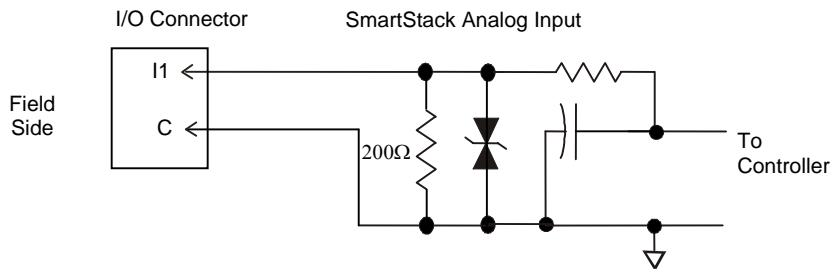 I/O Connector
SmartStack Analog Input
I1
Field
Side
C
200Ω
To
Controller